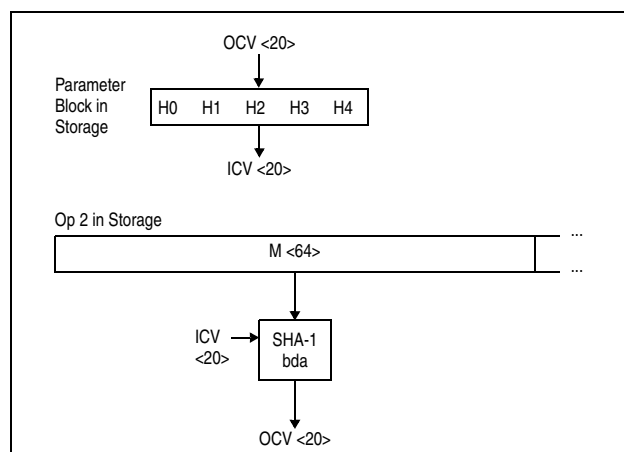 OCV <20>
Parameter
Block in
Storage
H0 H1 H2 H3 H4
ICV <20>
Op 2 in Storage
M <64>
...
...
ICV
<20>
SHA-1
bda
OCV <20>